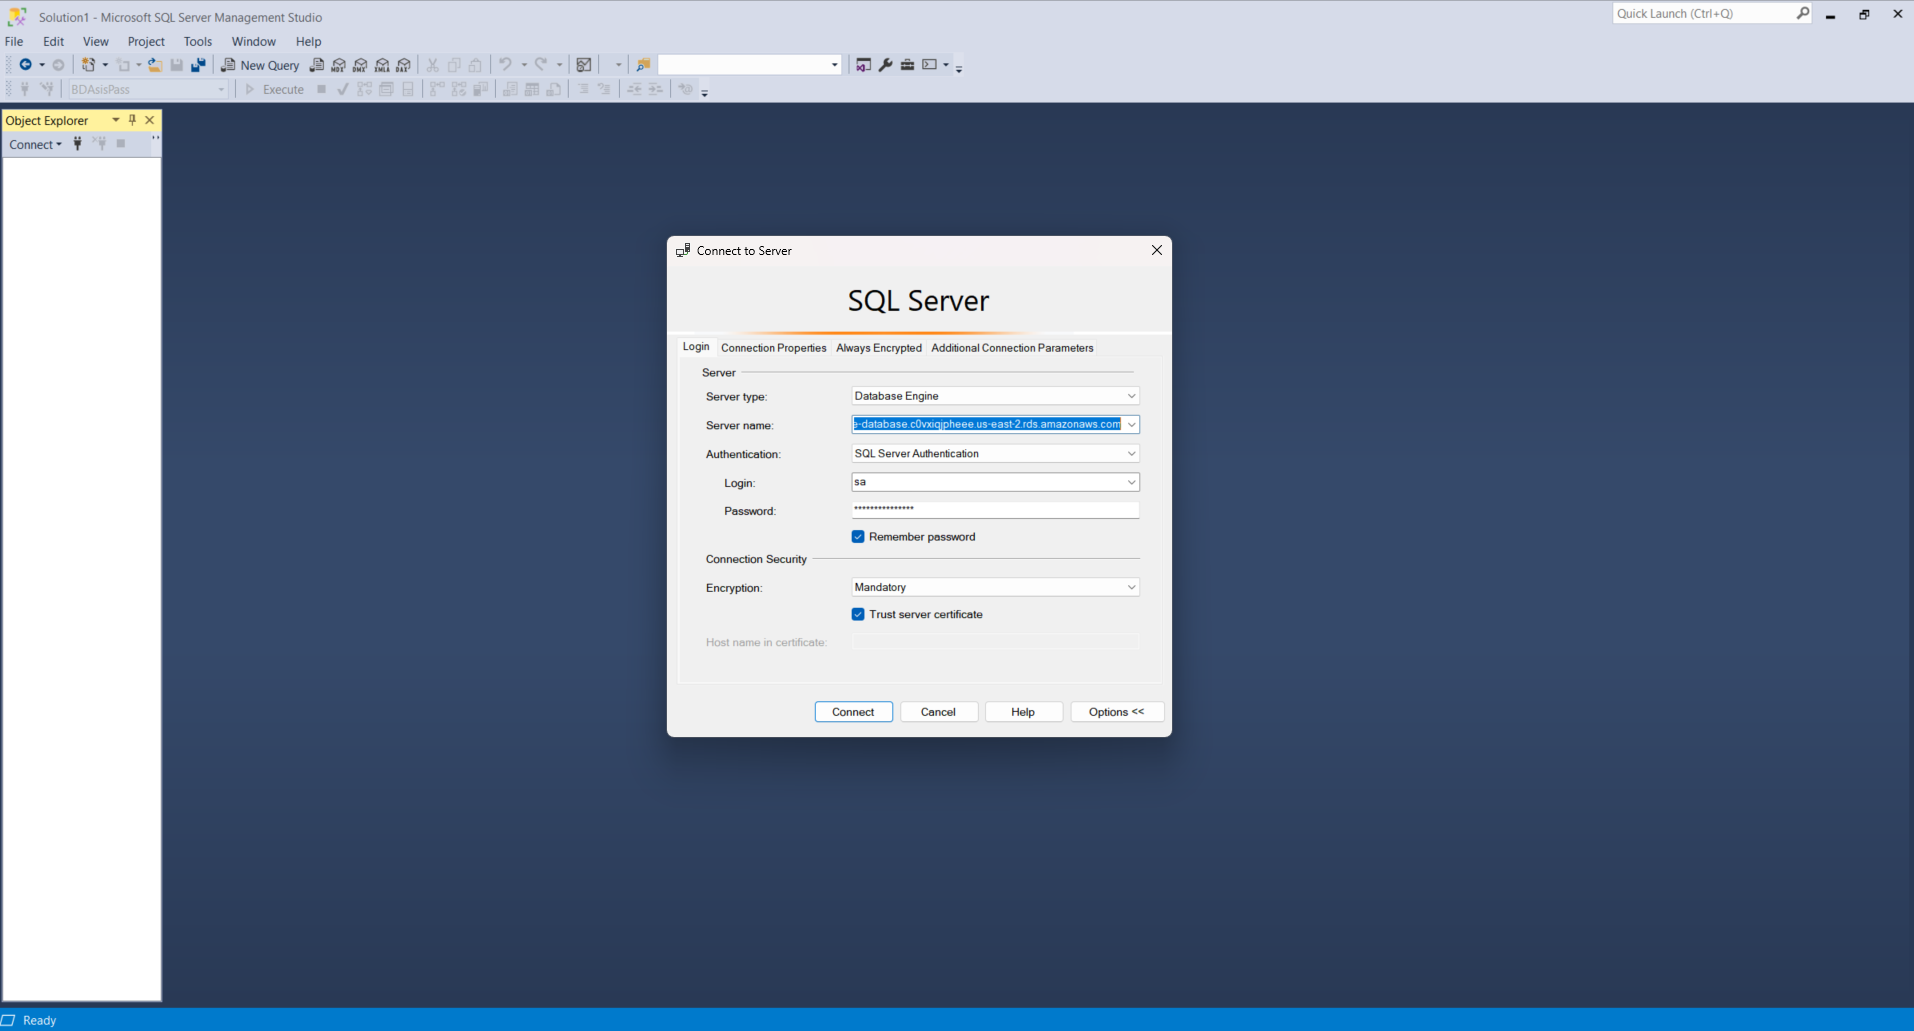 Solution1 - Microsoft SQL Server Management Studio
Quick Launch (Ctrl+Q)
File Edit View Project Tools Window Help
New Query MDX DMX XMLA DAX
BDAsisPass Execute
Object Explorer
Connect
Connect to Server
SQL Server
Login Connection Properties Always Encrypted Additional Connection Parameters
Server
Server type: Database Engine
Server name: e-database.c0vxiqjpheee.us-east-2.rds.amazonaws.com
Authentication: SQL Server Authentication
Login: sa
Password: ***************
Remember password
Connection Security
Encryption: Mandatory
Trust server certificate
Host name in certificate:
Connect Cancel Help Options <<
Ready